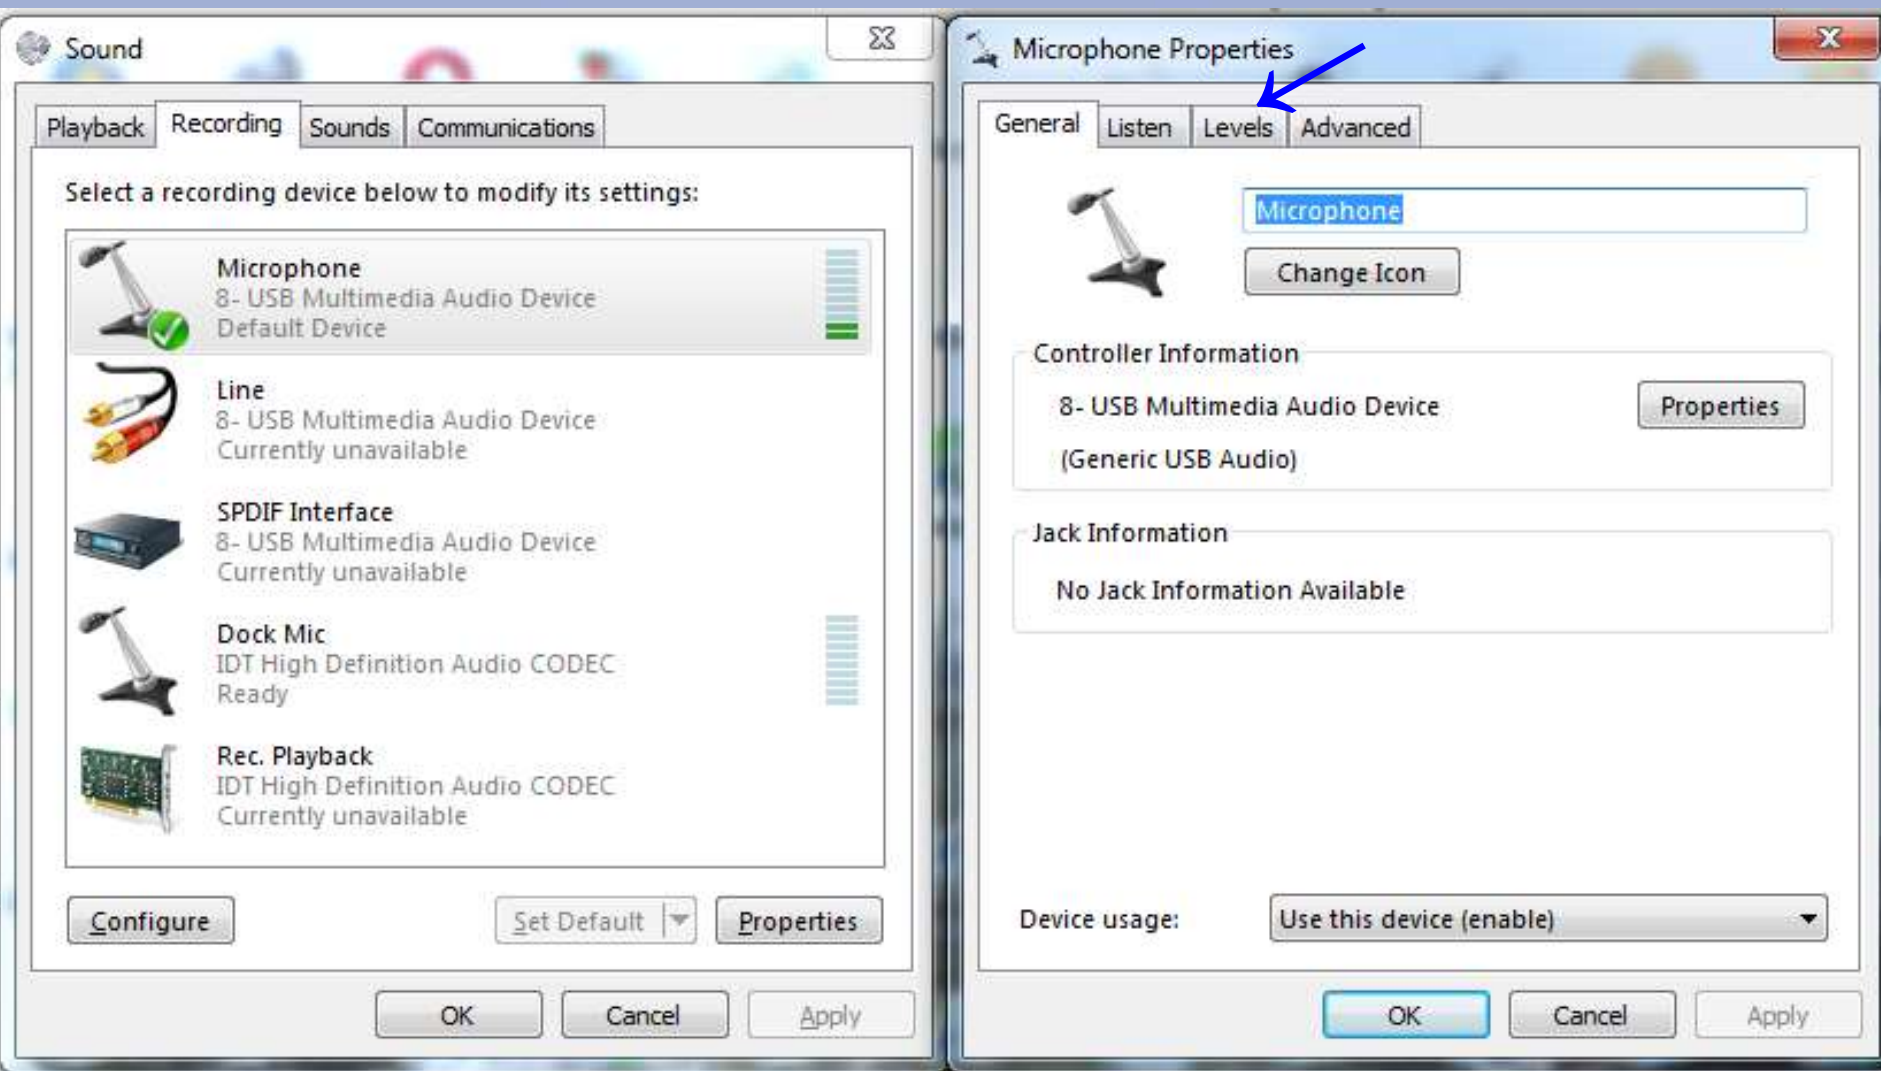 Sound
Playback
Recording
Sounds
Communications
Select a recording device below to modify its settings:
Microphone
8- USB Multimedia Audio Device
Default Device
Line
8- USB Multimedia Audio Device
Currently unavailable
SPDIF Interface
8- USB Multimedia Audio Device
Currently unavailable
Dock Mic
IDT High Definition Audio CODEC
Ready
Rec. Playback
IDT High Definition Audio CODEC
Currently unavailable
Configure
Set Default
Properties
OK
Cancel
Apply
Microphone Properties
General
Listen
Levels
Advanced
Microphone
Change Icon
Controller Information
8- USB Multimedia Audio Device
Properties
(Generic USB Audio)
Jack Information
No Jack Information Available
Device usage:
Use this device (enable)
OK
Cancel
Apply